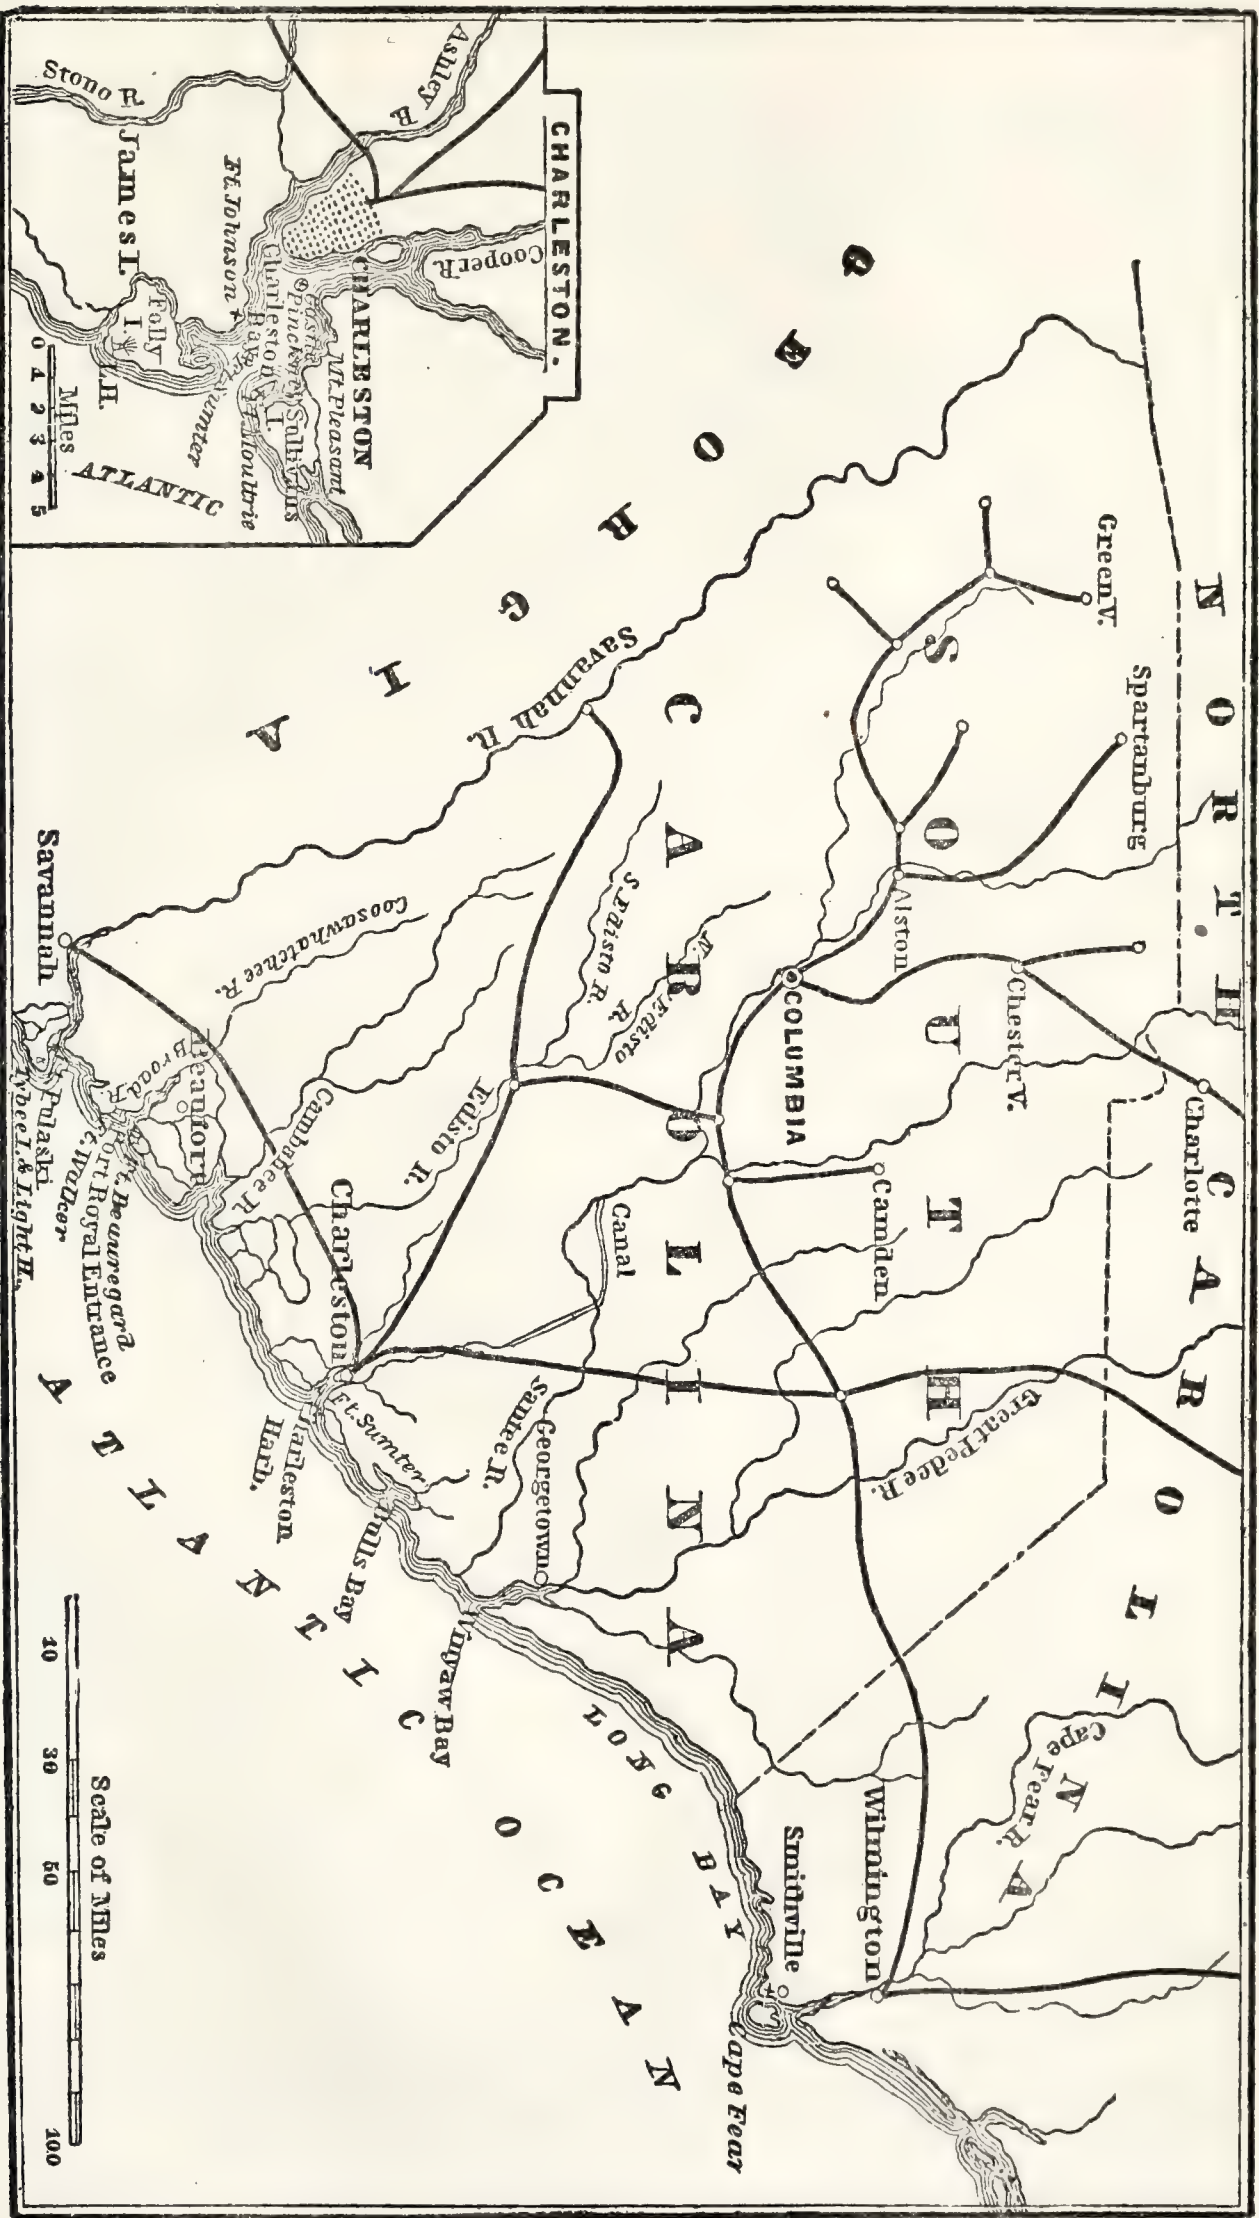 CHARLESTON.
Ashley R.
Stono R.
Cooper R.
James I.
Ft. Johnson
CHARLESTON
Mt. Pleasant
Castle
Pinckney
Charleston
Bay
Sullivans
I.
Ft. Moultrie
Folly
I.
L.H.
ATLANTIC
Miles
0 1 2 3 4 5
NORTH CAROLINA
GEORGIA
SOUTH
CAROLINA
Green V.
Spartanburg
Alston
Chester V.
Charlotte
COLUMBIA
Camden
Savannah R.
S. Edisto R.
N. Edisto
R.
Coosawhatchee R.
Cambahee R.
Edisto R.
Canal
Great Pedee R.
Santee R.
Georgetown
Cape Fear R.
Wilmington
Smithville
Cape Fear
Savannah
Beaufort
Broad R.
Ft. Pulaski
Tybee I. & Light H.
Ft. Walker
Port Royal Entrance
Ft. Beauregard
Charleston
Ft. Sumter
Charleston
Harb.
Bulls Bay
Winyaw Bay
LONG BAY
ATLANTIC OCEAN
Scale of Miles
10 30 50 100